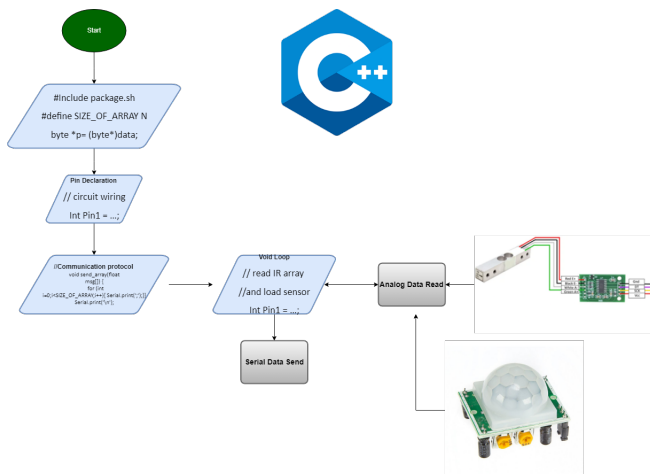 Start
C++
#Include package.sh
#define SIZE_OF_ARRAY N
byte *p= (byte*)data;
Pin Declaration
// circuit wiring
Int Pin1 = ...;
//Communication protocol
void send_array(float
msg[]) {
for (int
i=0;i<SIZE_OF_ARRAY;i++){ Serial.print(';');}}
Serial.print('\n');
Void Loop
// read IR array
//and load sensor
Int Pin1 = ...;
Analog Data Read
Serial Data Send